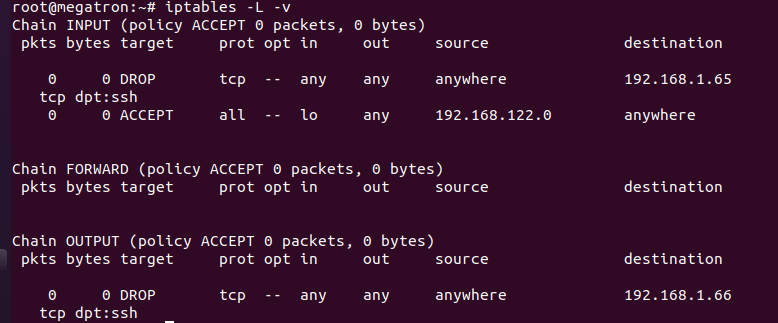 root@megatron:~# iptables -L -v
Chain INPUT (policy ACCEPT 0 packets, 0 bytes)
 pkts bytes target     prot opt in     out     source               destination
    0     0 DROP       tcp  --  any    any     anywhere             192.168.1.65
   tcp dpt:ssh
    0     0 ACCEPT     all  --  lo     any     192.168.122.0        anywhere
Chain FORWARD (policy ACCEPT 0 packets, 0 bytes)
 pkts bytes target     prot opt in     out     source               destination
Chain OUTPUT (policy ACCEPT 0 packets, 0 bytes)
 pkts bytes target     prot opt in     out     source               destination
    0     0 DROP       tcp  --  any    any     anywhere             192.168.1.66
   tcp dpt:ssh